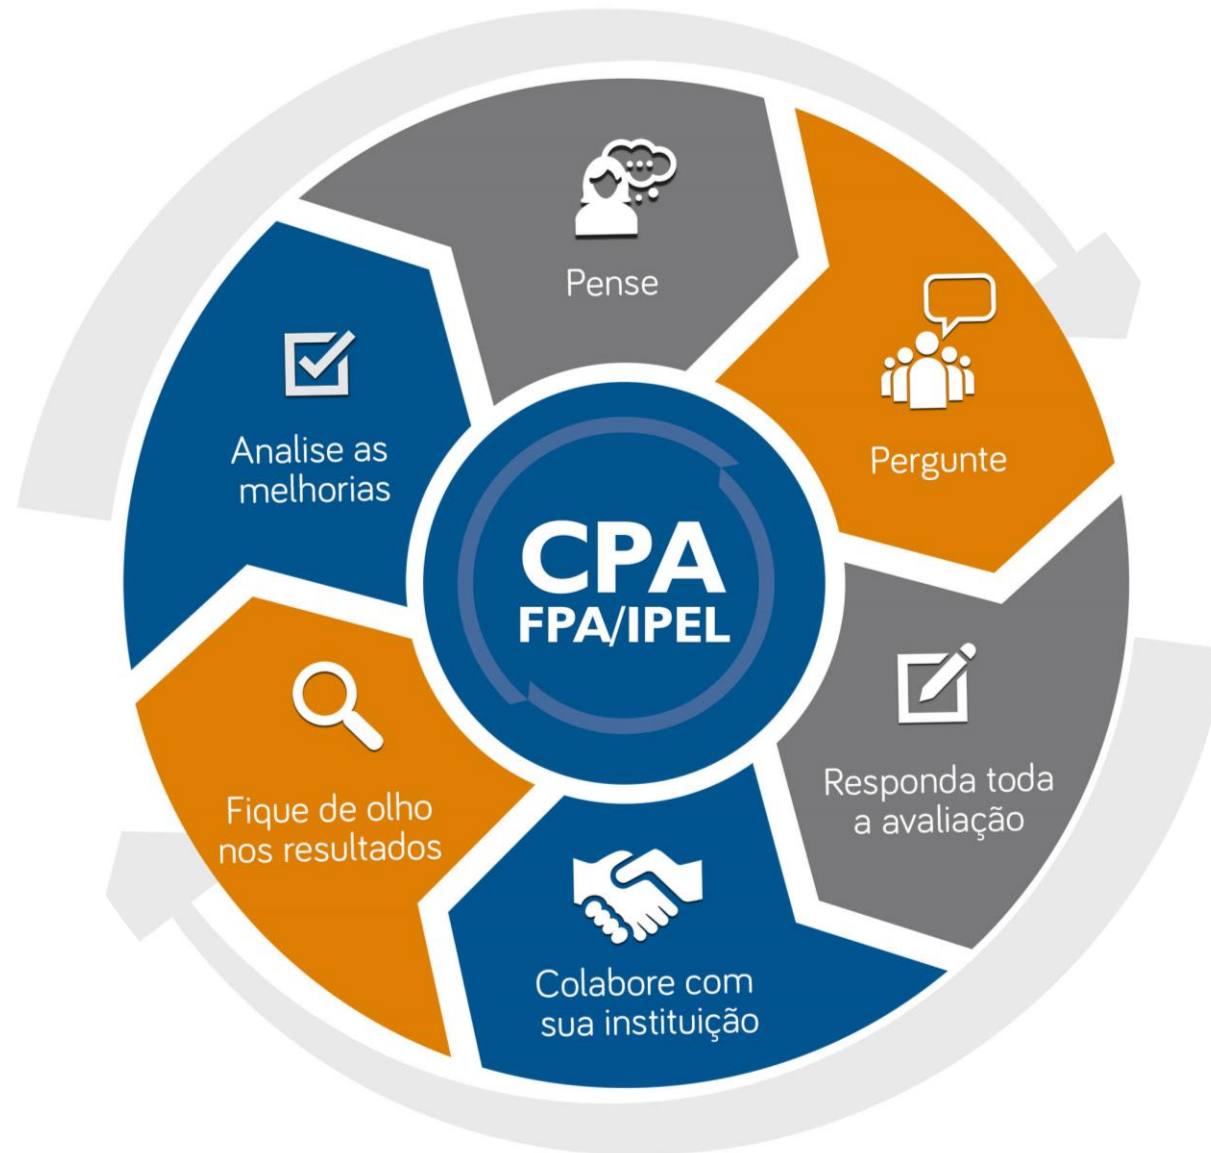 Pense
Pergunte
Responda toda
a avaliação
Colabore com
sua instituição
Fique de olho
nos resultados
Analise as
melhorias
CPA
FPA/IPEL